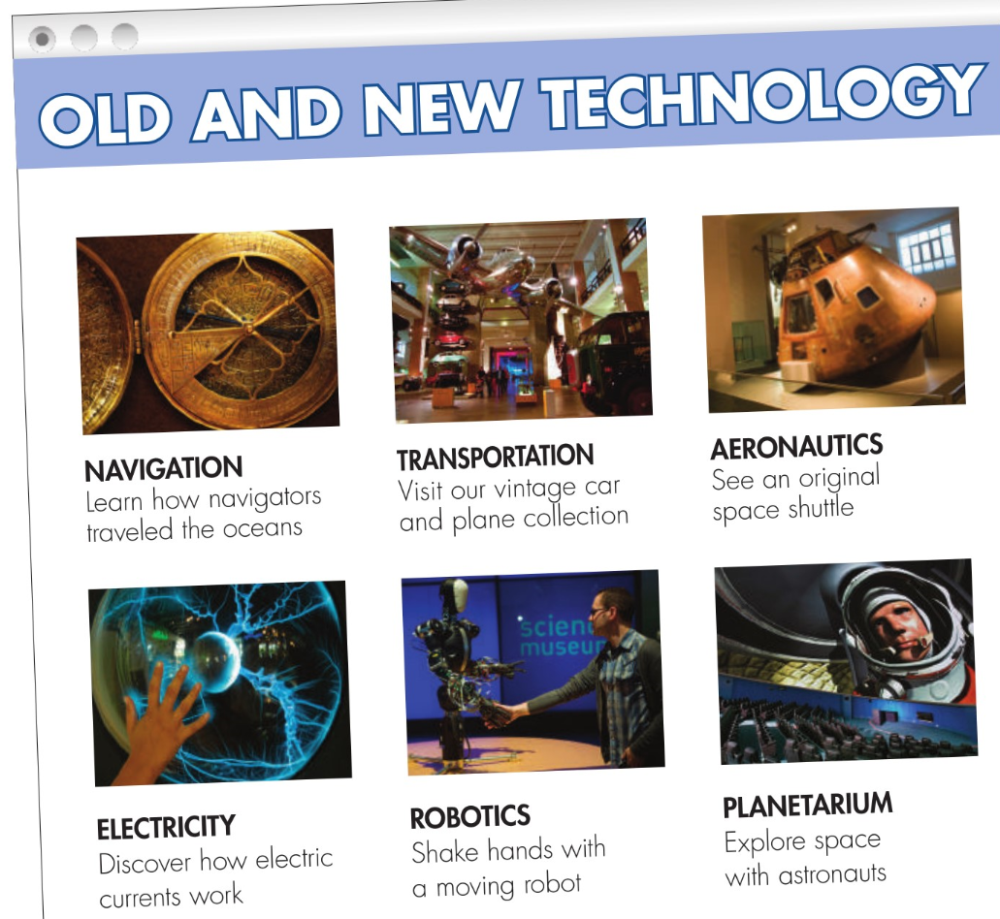 OLD AND NEW TECHNOLOGY
NAVIGATION
Learn how navigators
traveled the oceans
TRANSPORTATION
Visit our vintage car
and plane collection
AERONAUTICS
See an original
space shuttle
science
museum
ELECTRICITY
Discover how electric
currents work
ROBOTICS
Shake hands with
a moving robot
PLANETARIUM
Explore space
with astronauts